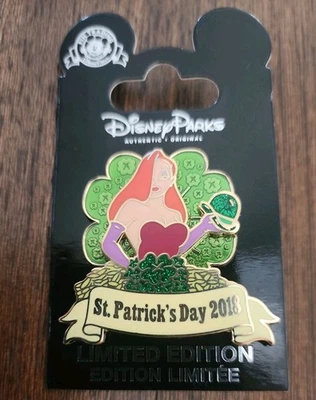 Disney Parks
AUTHENTIC • ORIGINAL
St. Patrick's Day 2018
LIMITED EDITION
EDITION LIMITÉE